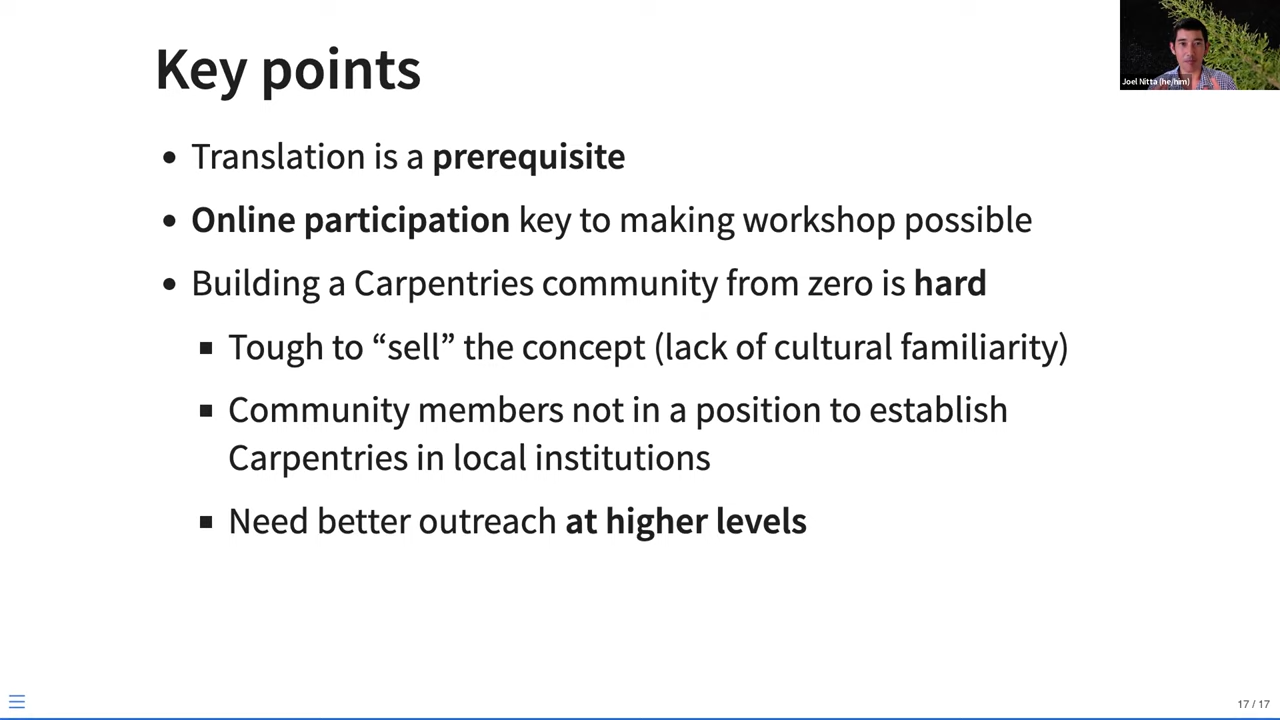 Key points
Joel Nitta (he/him)
• Translation is a prerequisite
• Online participation key to making workshop possible
• Building a Carpentries community from zero is hard
▪ Tough to “sell” the concept (lack of cultural familiarity)
▪ Community members not in a position to establish
Carpentries in local institutions
▪ Need better outreach at higher levels
17 / 17